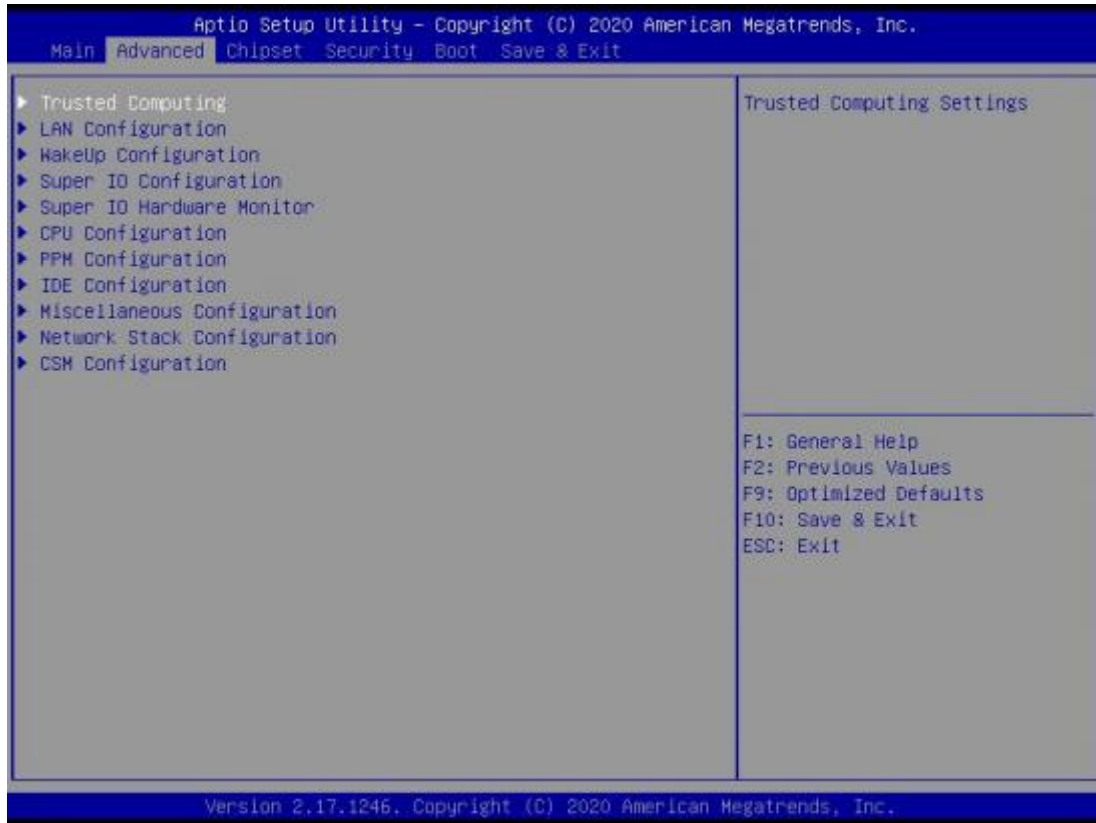 Aptio Setup Utility – Copyright (C) 2020 American Megatrends, Inc.
Main Advanced Chipset Security Boot Save & Exit
Trusted Computing
LAN Configuration
WakeUp Configuration
Super IO Configuration
Super IO Hardware Monitor
CPU Configuration
PPM Configuration
IDE Configuration
Miscellaneous Configuration
Network Stack Configuration
CSM Configuration
Trusted Computing Settings
F1: General Help
F2: Previous Values
F9: Optimized Defaults
F10: Save & Exit
ESC: Exit
Version 2.17.1246. Copyright (C) 2020 American Megatrends, Inc.